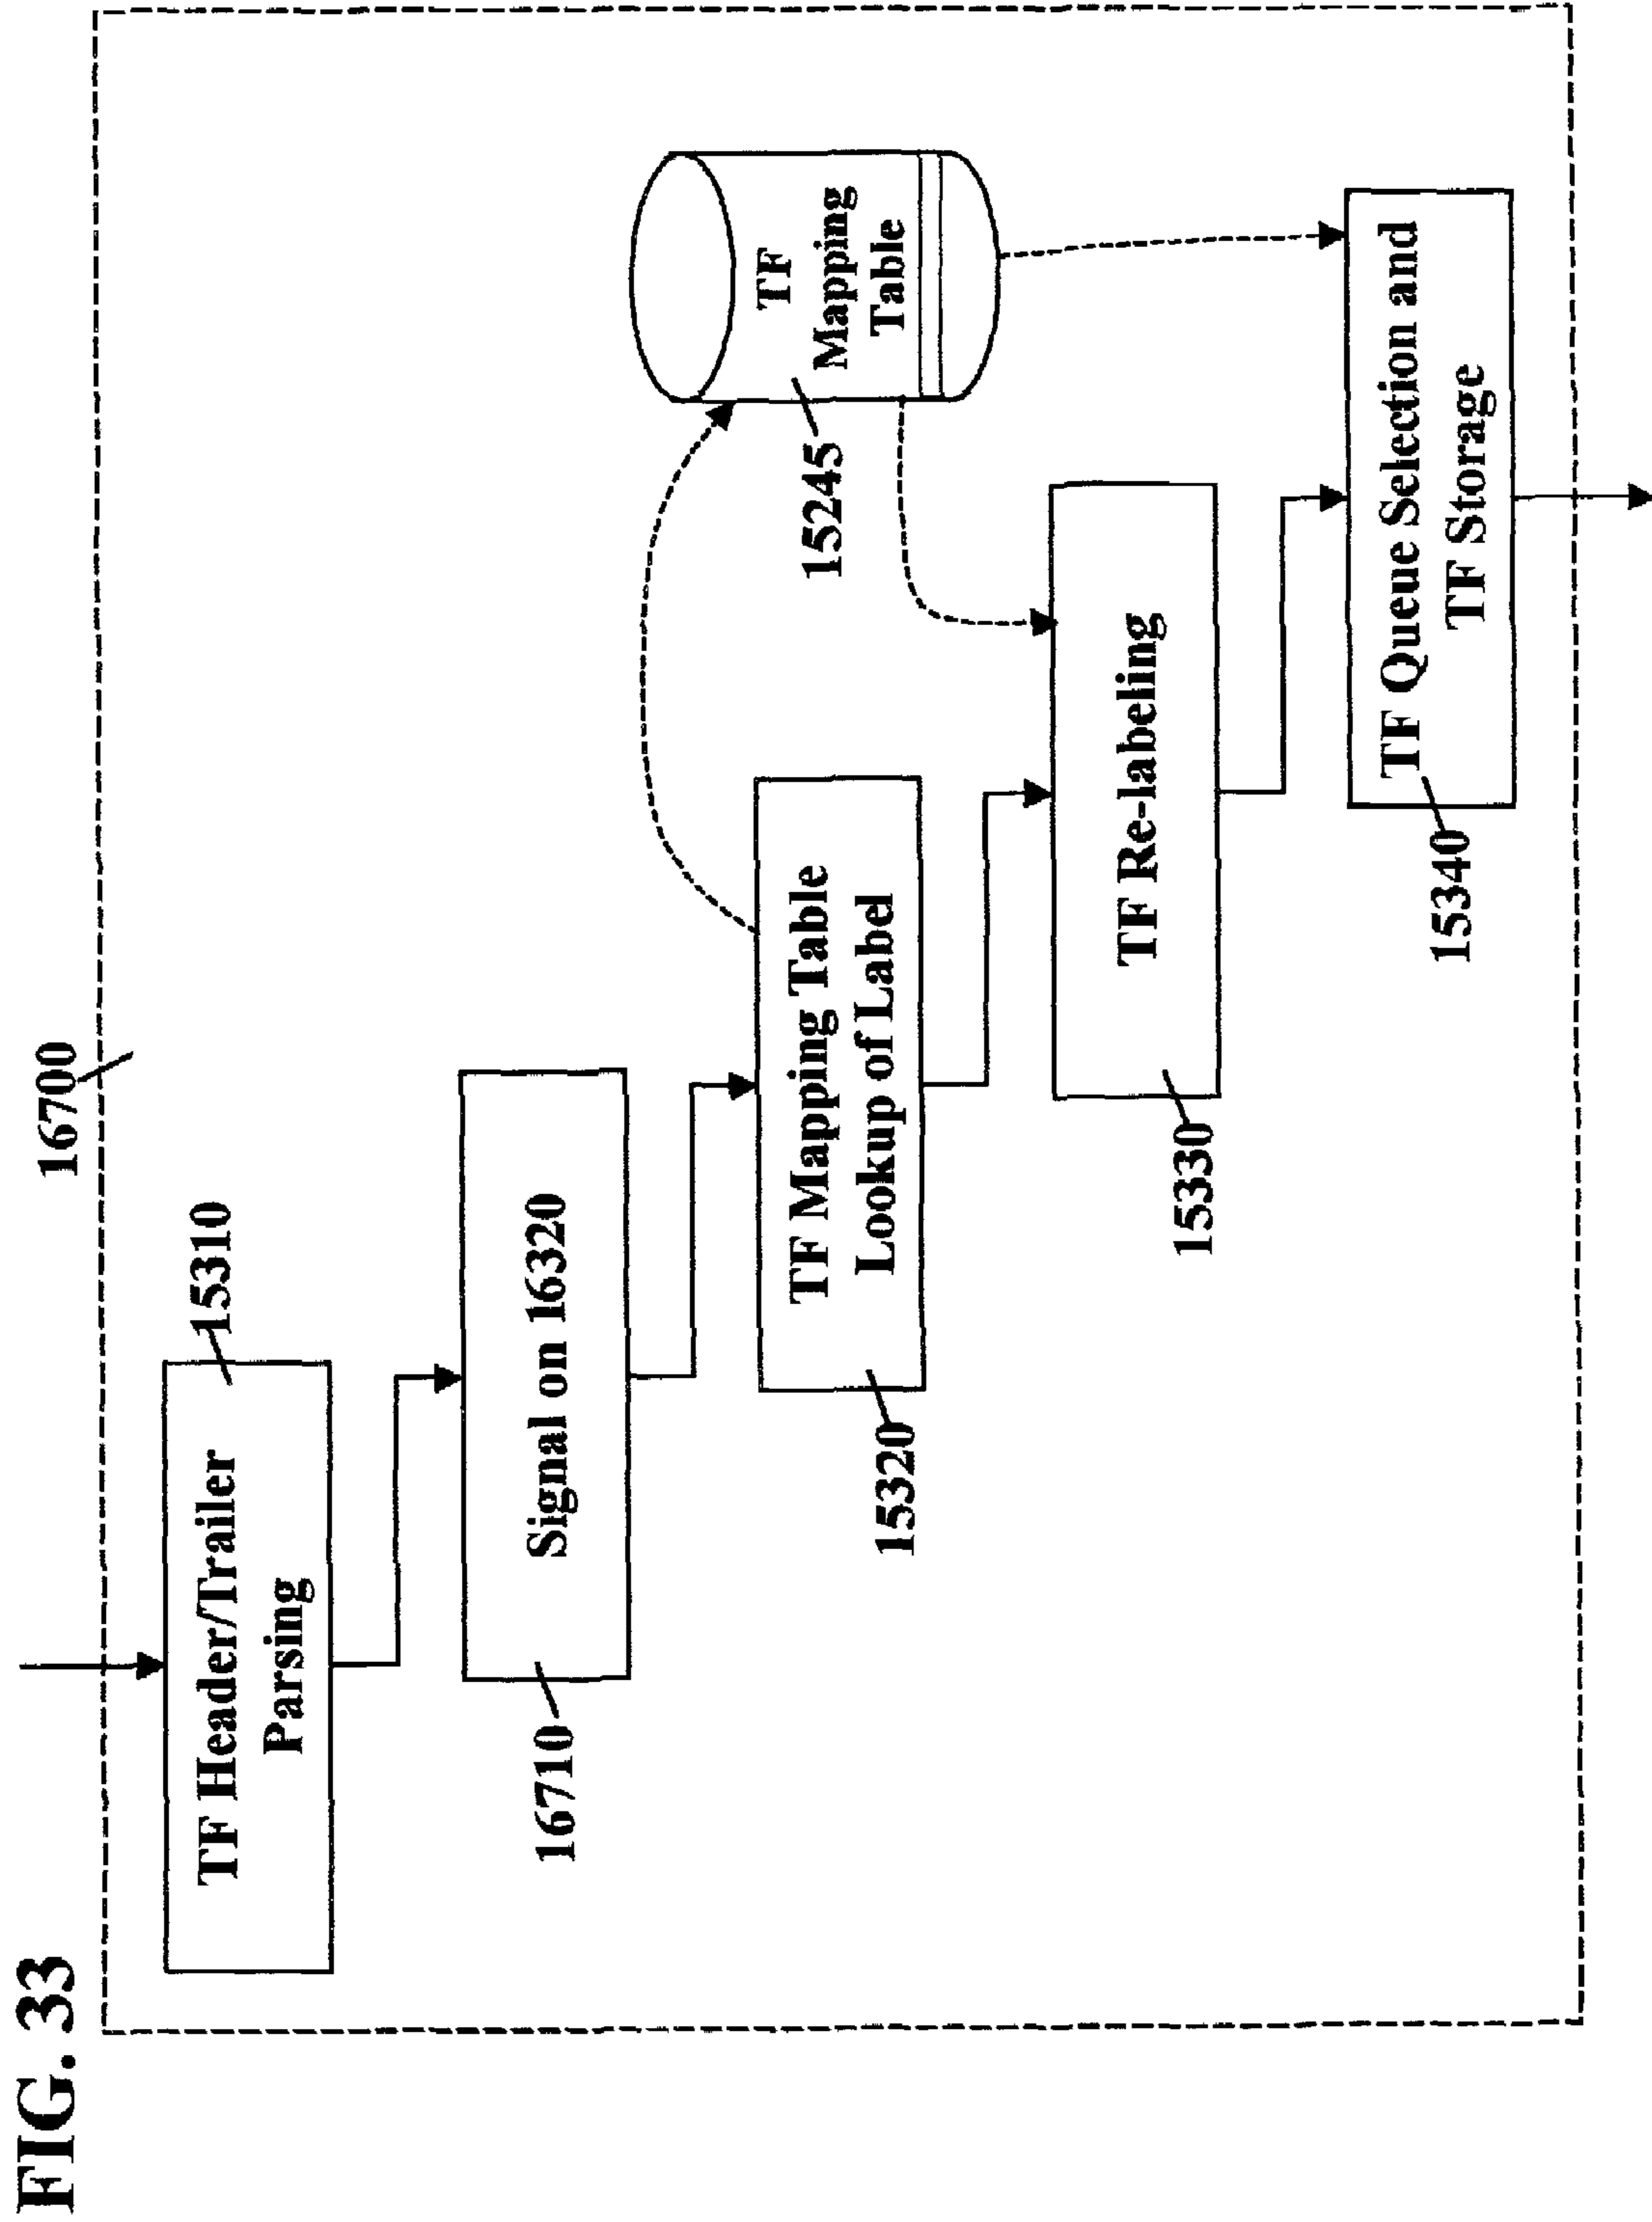 FIG. 33
16700
TF Header/Trailer
Parsing
15310
Signal on 16320
16710
TF Mapping Table
Lookup of Label
15320
TF
Mapping
Table
15245
TF Re-labeling
15330
TF Queue Selection and
TF Storage
15340